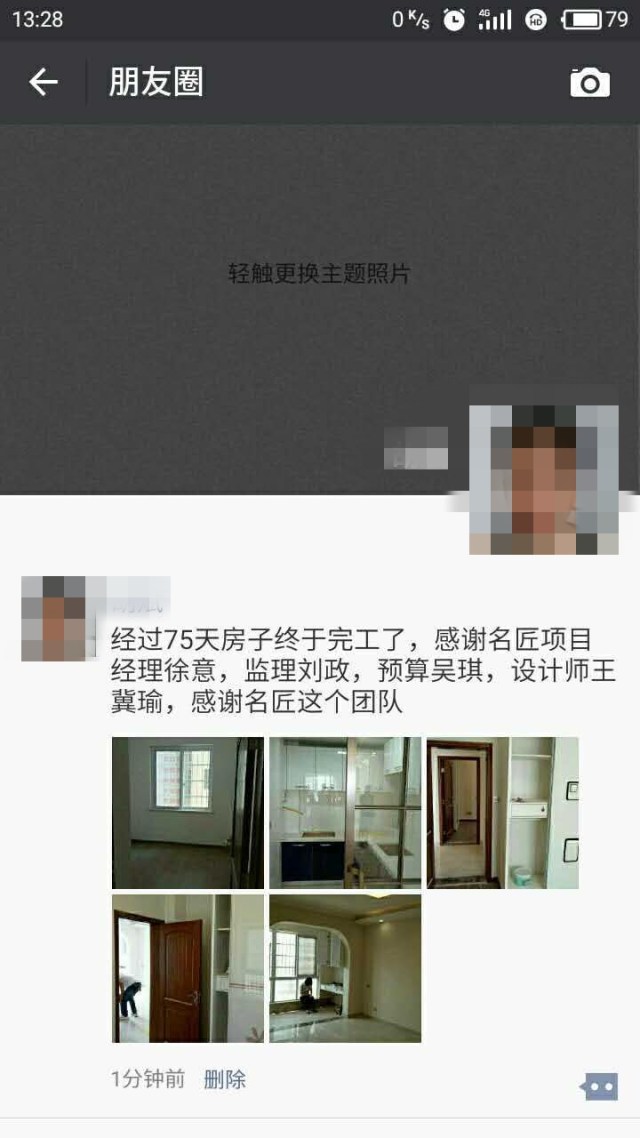 13:28
0 K/s 4G HD 79
朋友圈
轻触更换主题照片
经过75天房子终于完工了，感谢名匠项目
经理徐意，监理刘政，预算吴琪，设计师王
冀瑜，感谢名匠这个团队
1分钟前 删除